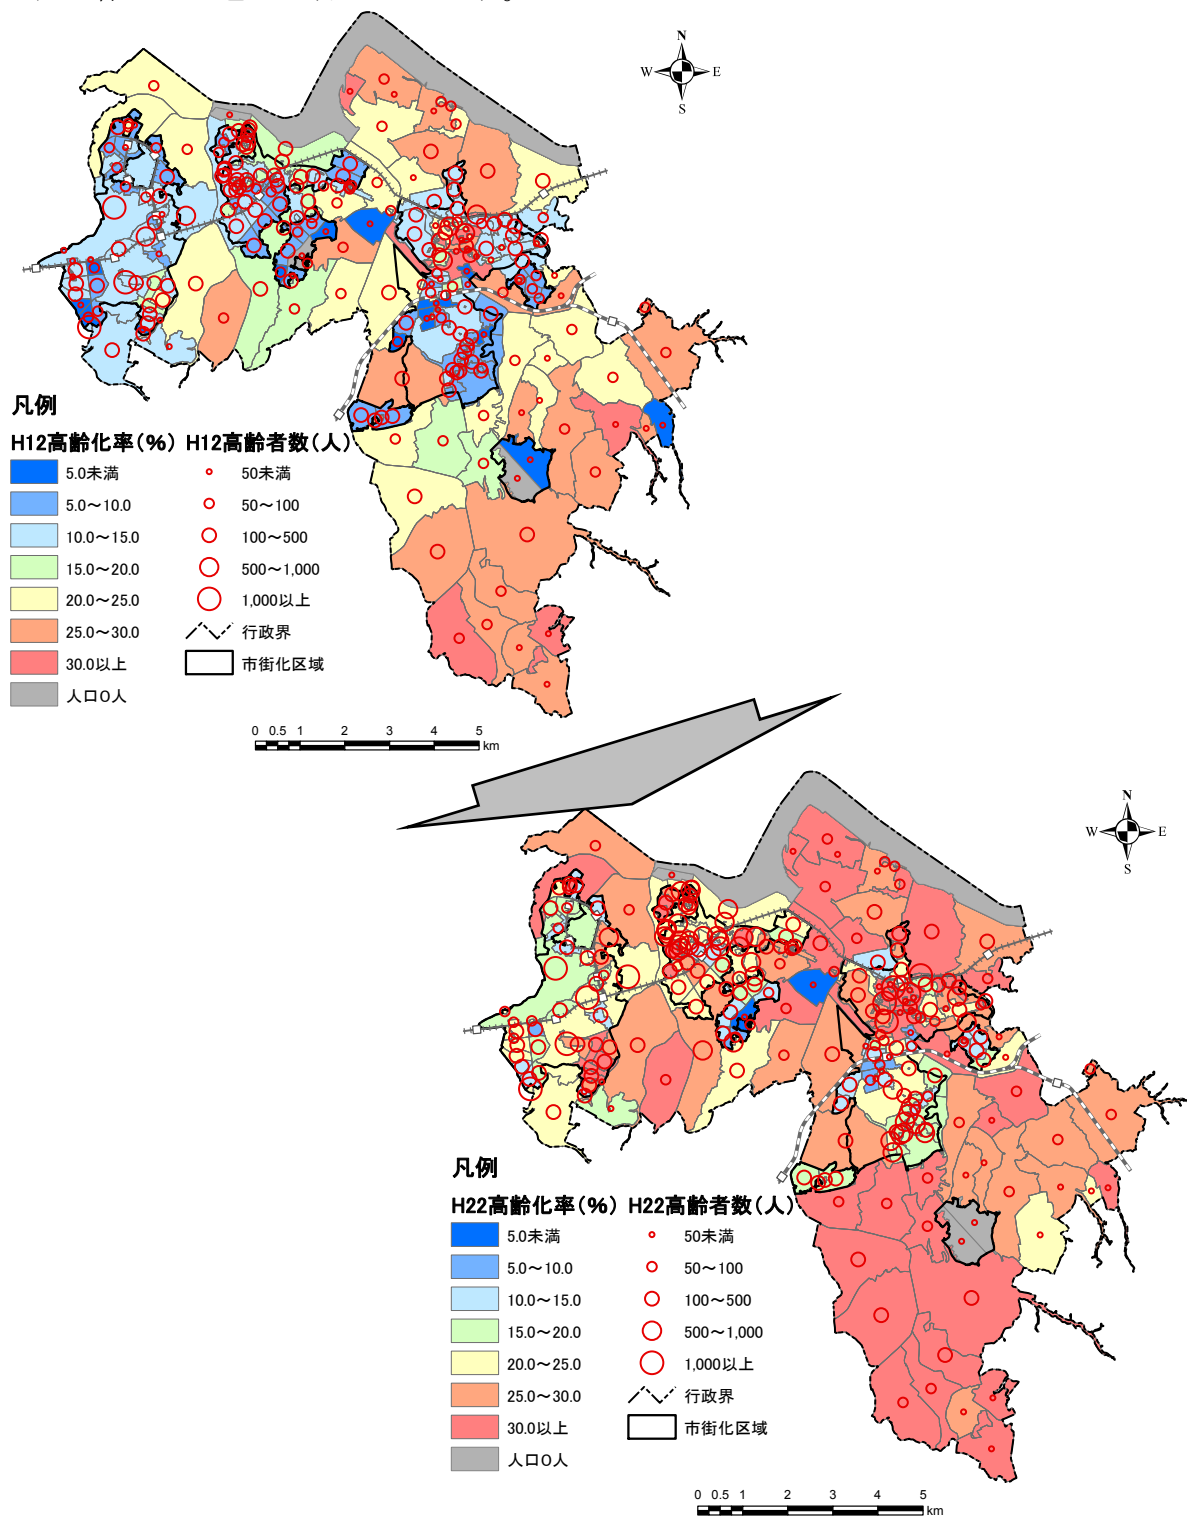 N
W E
S
凡例
H12高齢化率(%) H12高齢者数(人)
5.0未満 50未満
5.0～10.0 50～100
10.0～15.0 100～500
15.0～20.0 500～1,000
20.0～25.0 1,000以上
25.0～30.0 行政界
30.0以上 市街化区域
人口0人
0 0.5 1 2 3 4 5
km
N
W E
S
凡例
H22高齢化率(%) H22高齢者数(人)
5.0未満 50未満
5.0～10.0 50～100
10.0～15.0 100～500
15.0～20.0 500～1,000
20.0～25.0 1,000以上
25.0～30.0 行政界
30.0以上 市街化区域
人口0人
0 0.5 1 2 3 4 5
km